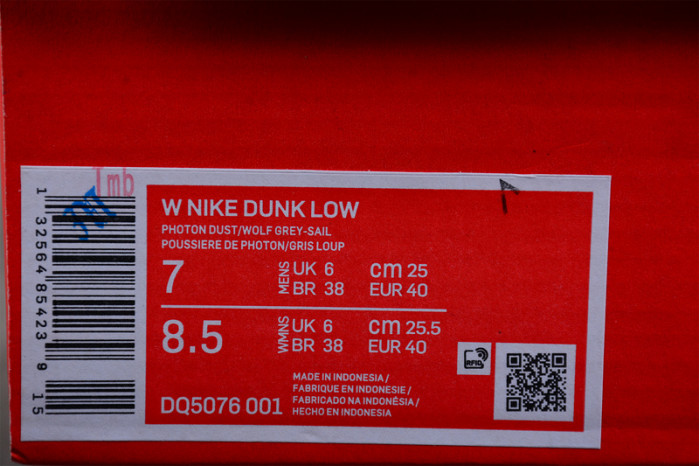 1mb
1 32564 85423 9 15
W NIKE DUNK LOW
PHOTON DUST/WOLF GREY-SAIL
POUSSIERE DE PHOTON/GRIS LOUP
7 MENS UK 6 cm 25
BR 38 EUR 40
8.5 WMNS UK 6 cm 25.5
BR 38 EUR 40
RFID
MADE IN INDONESIA /
FABRIQUE EN INDONESIE /
FABRICADO NA INDONÉSIA /
HECHO EN INDONESIA
DQ5076 001